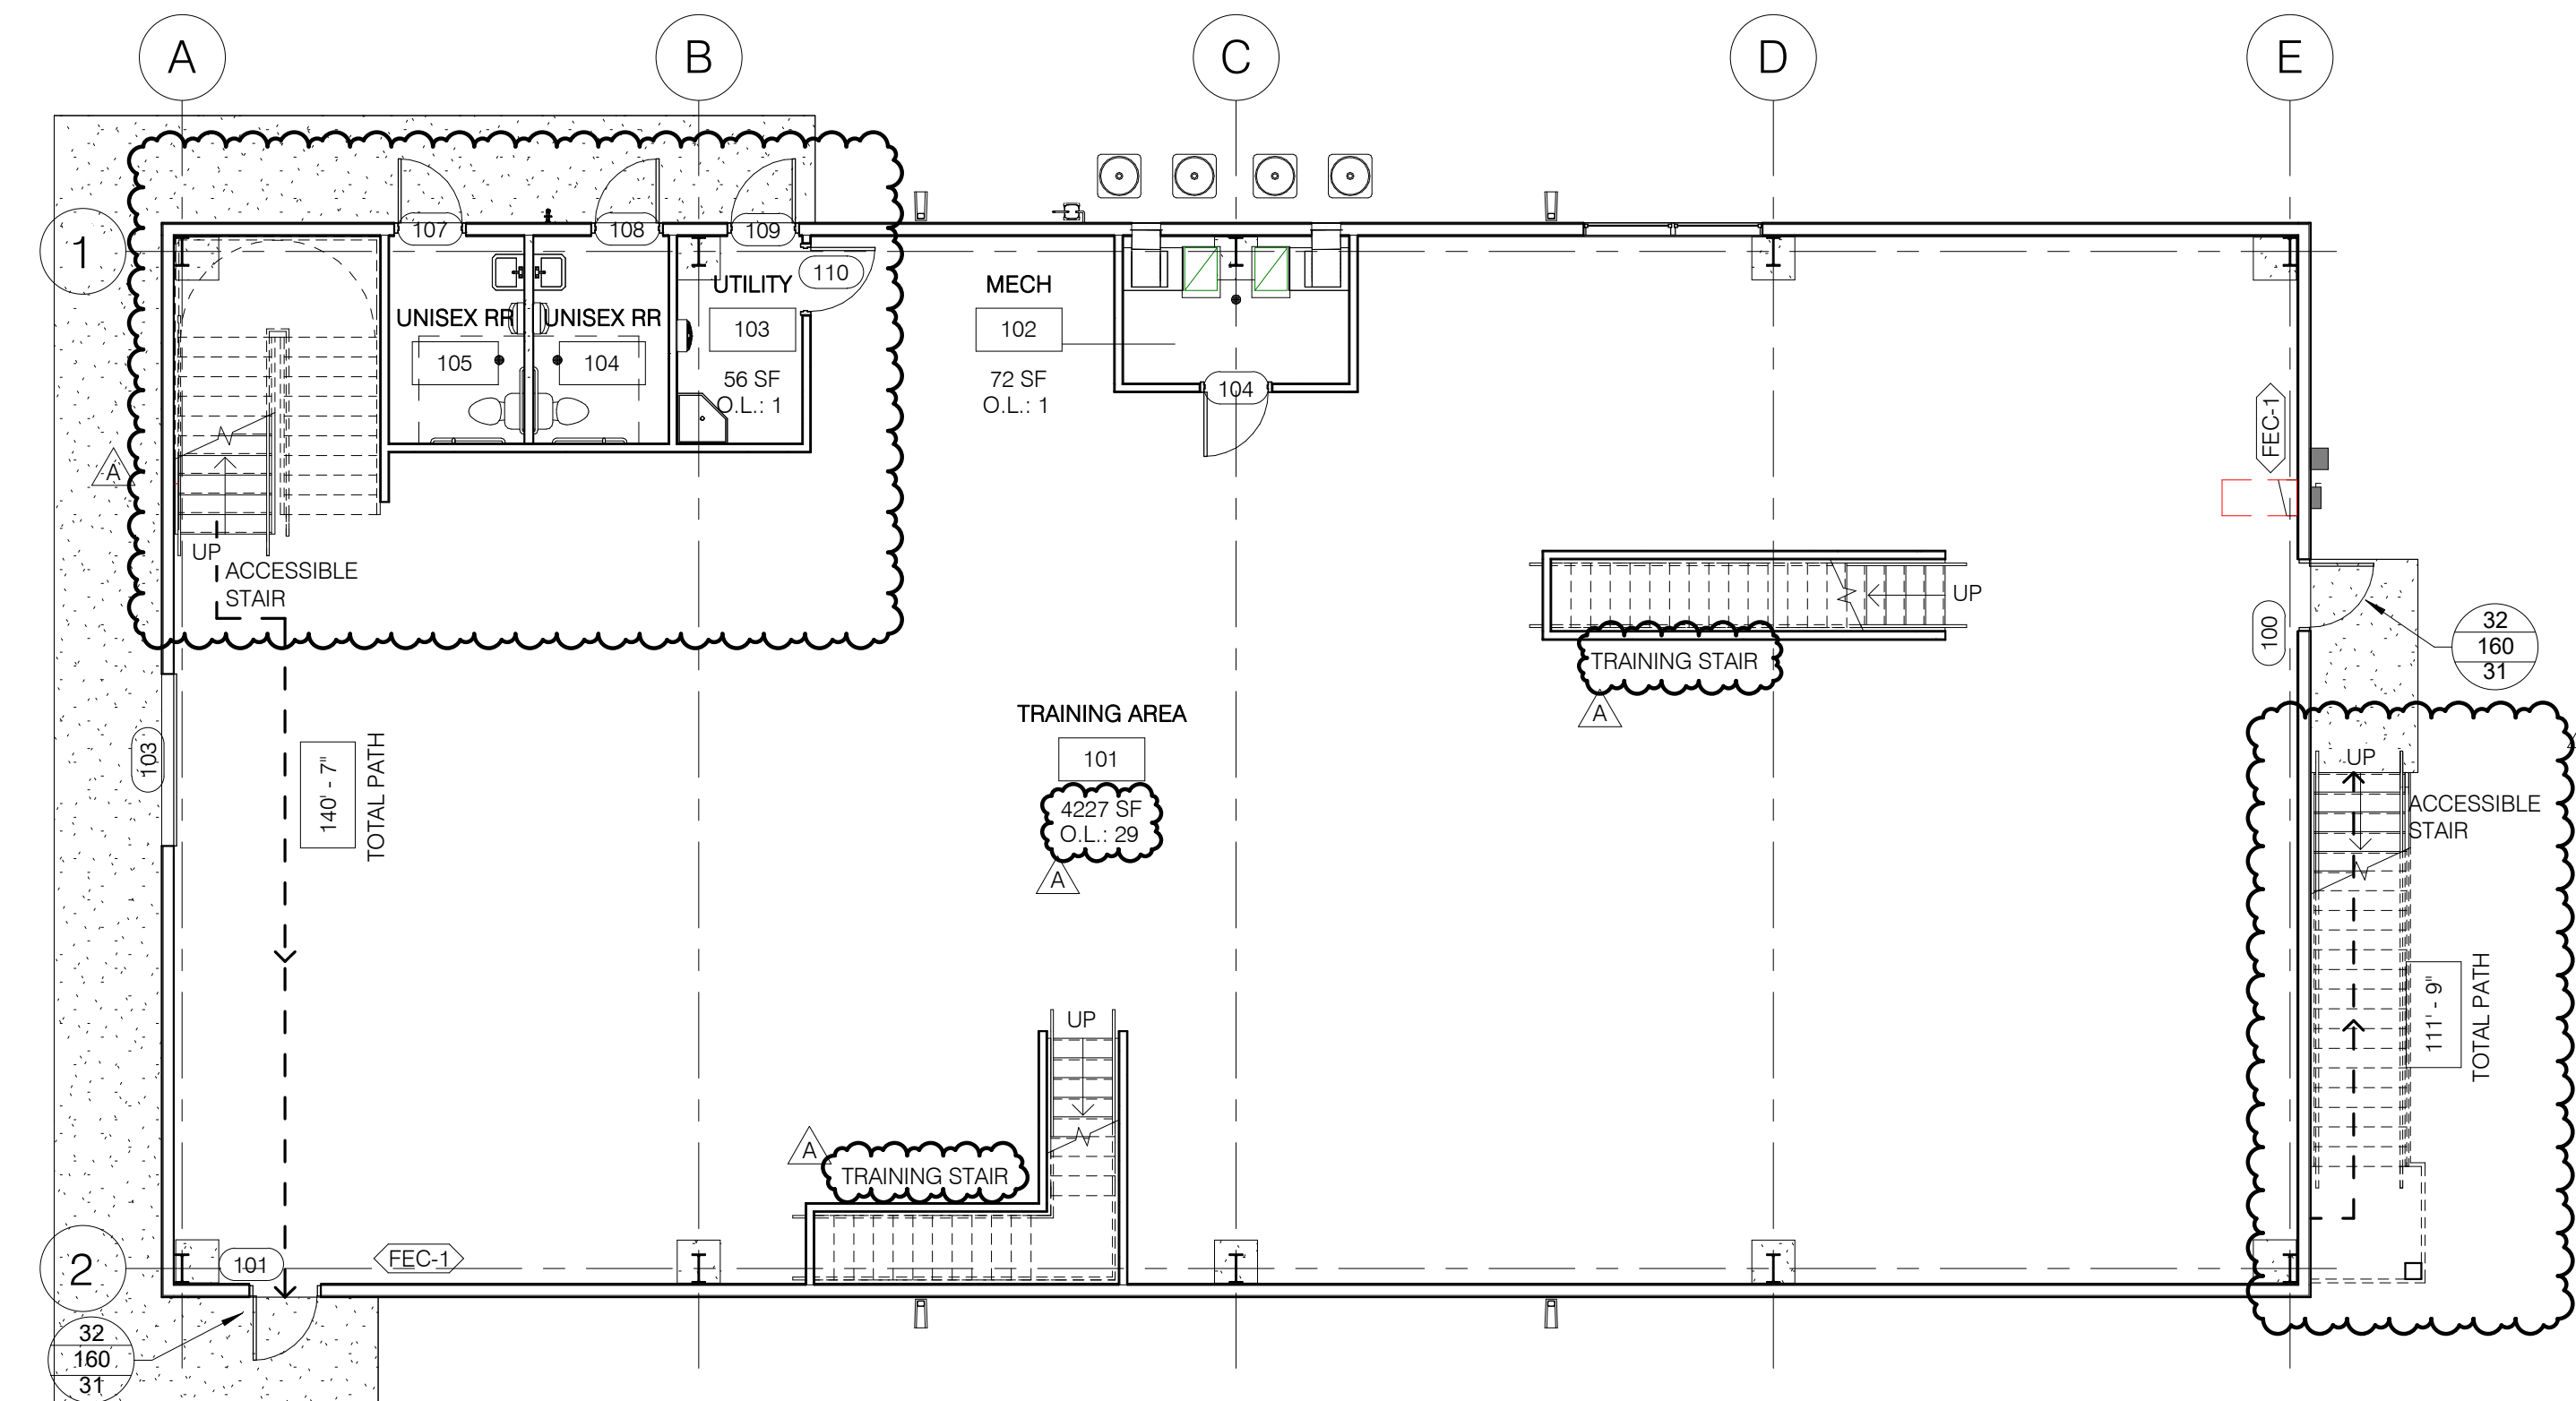 A
B
C
D
E
1
107
108
109
110
UTILITY
103
56 SF
O.L.: 1
UNISEX RR
105
UNISEX RR
104
MECH
102
72 SF
O.L.: 1
104
FEC-1
A
UP
ACCESSIBLE
STAIR
UP
TRAINING STAIR
A
100
32
160
31
TRAINING AREA
101
4227 SF
O.L.: 29
A
103
140' - 7"
TOTAL PATH
UP
ACCESSIBLE
STAIR
111' - 9"
TOTAL PATH
UP
A
TRAINING STAIR
2
101
FEC-1
32
160
31